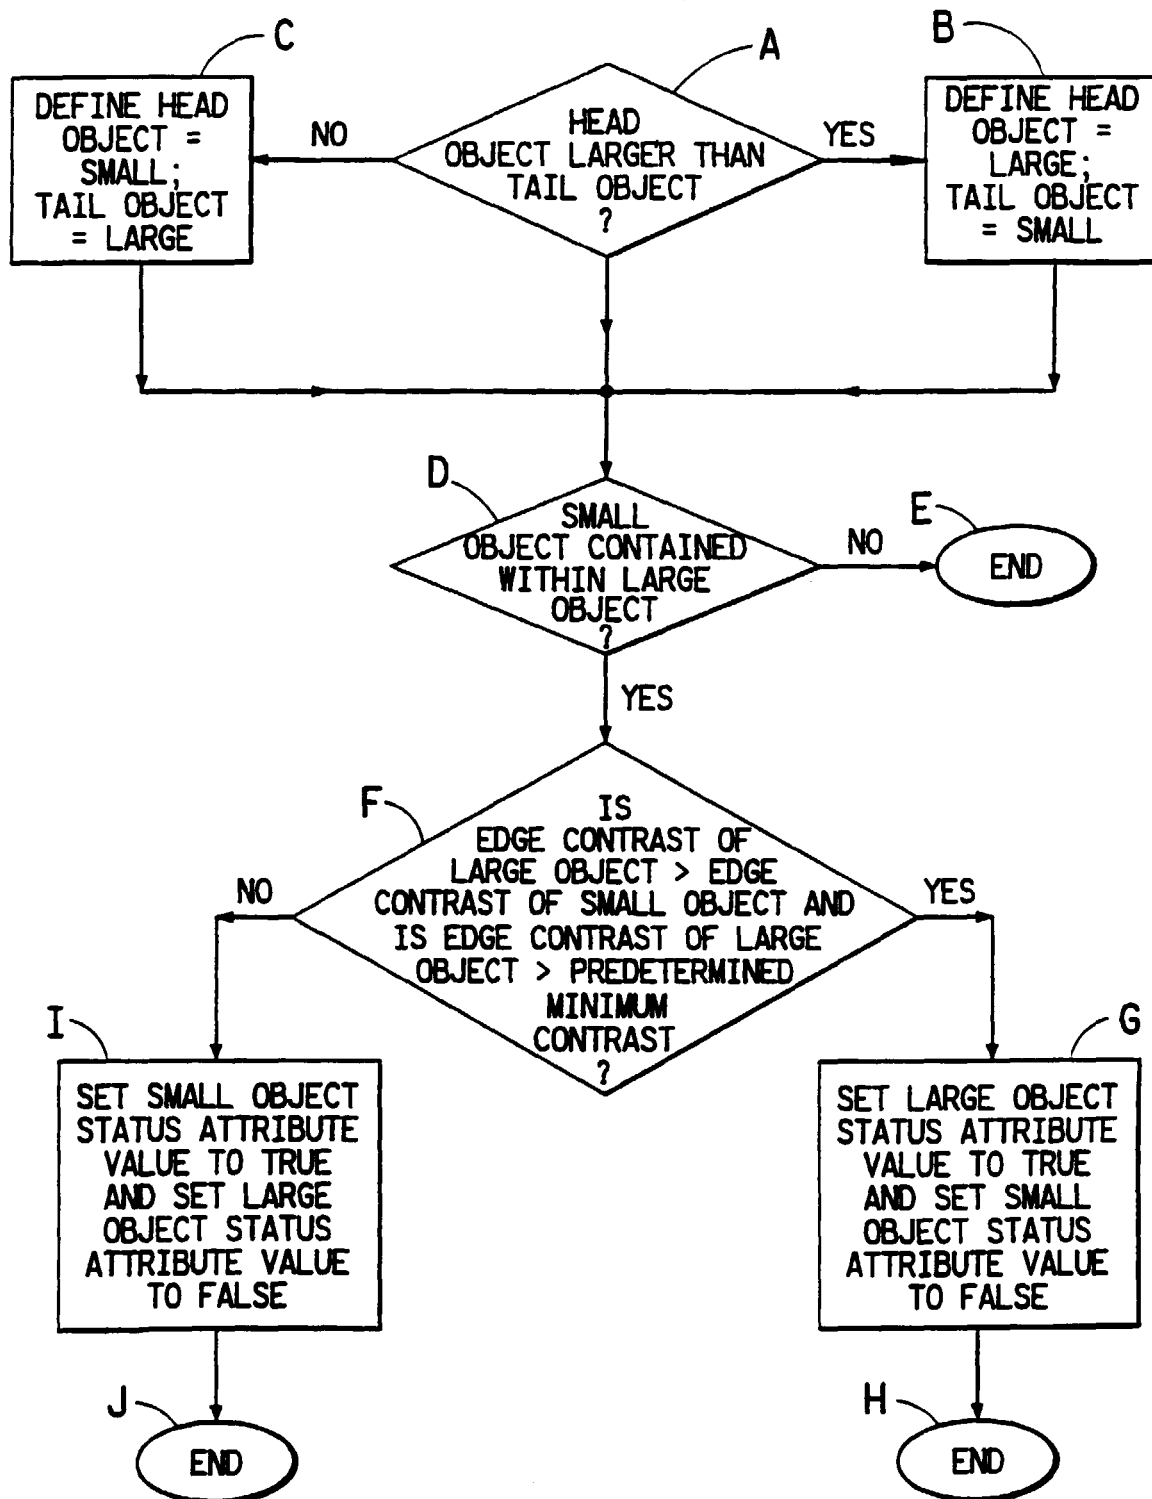 C
A
B
DEFINE HEAD
OBJECT =
SMALL;
TAIL OBJECT
= LARGE
NO
HEAD
OBJECT LARGER THAN
TAIL OBJECT
?
YES
DEFINE HEAD
OBJECT =
LARGE;
TAIL OBJECT
= SMALL
D
SMALL
OBJECT CONTAINED
WITHIN LARGE
OBJECT
?
NO
E
END
YES
F
IS
EDGE CONTRAST OF
LARGE OBJECT > EDGE
CONTRAST OF SMALL OBJECT AND
IS EDGE CONTRAST OF LARGE
OBJECT > PREDETERMINED
MINIMUM
CONTRAST
?
NO
YES
I
SET SMALL OBJECT
STATUS ATTRIBUTE
VALUE TO TRUE
AND SET LARGE
OBJECT STATUS
ATTRIBUTE VALUE
TO FALSE
G
SET LARGE OBJECT
STATUS ATTRIBUTE
VALUE TO TRUE
AND SET SMALL
OBJECT STATUS
ATTRIBUTE VALUE
TO FALSE
J
END
H
END